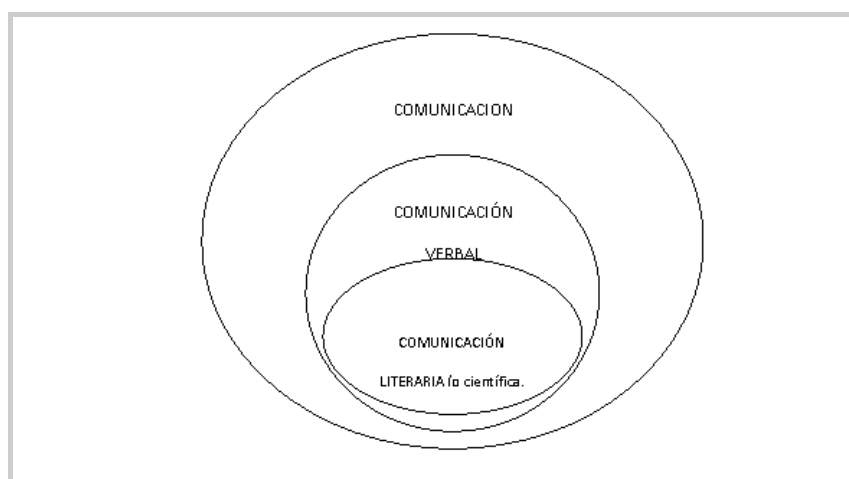 COMUNICACION
COMUNICACIÓN
VERBAL
COMUNICACIÓN
LITERARIA /o científica.